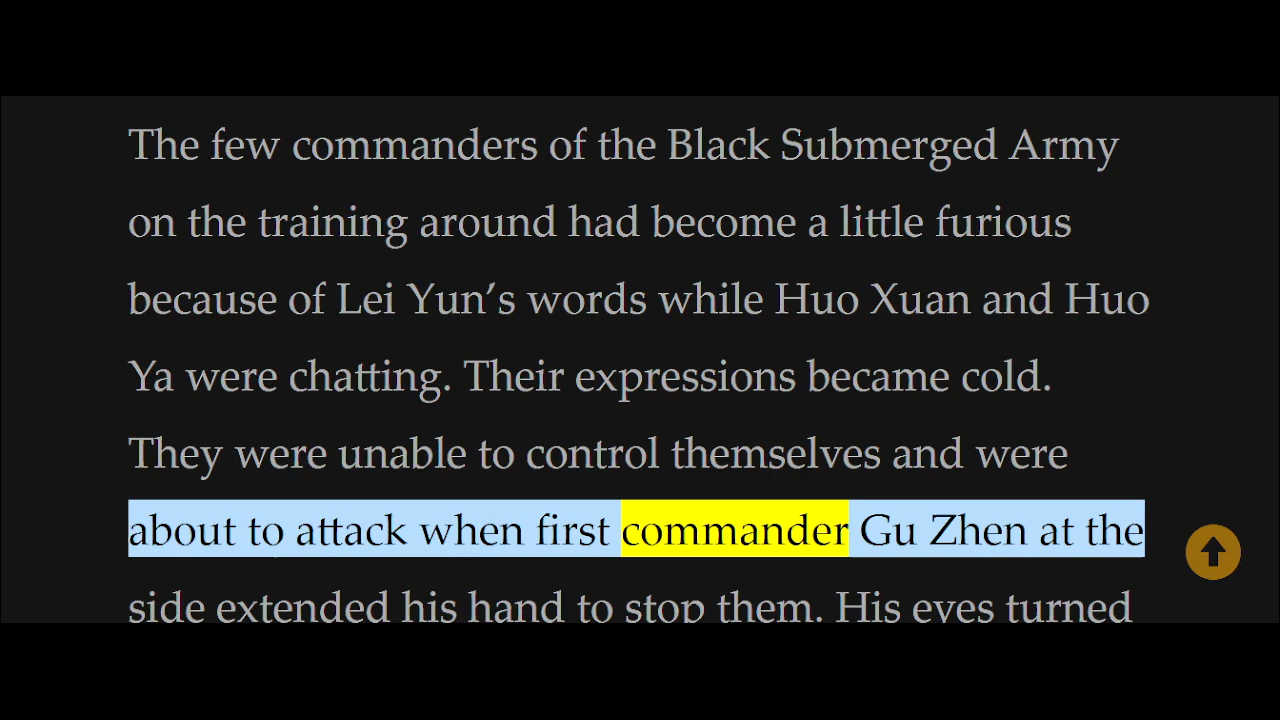 The few commanders of the Black Submerged Army
on the training around had become a little furious
because of Lei Yun’s words while Huo Xuan and Huo
Ya were chatting. Their expressions became cold.
They were unable to control themselves and were
about to attack when first commander Gu Zhen at the
side extended his hand to stop them. His eyes turned